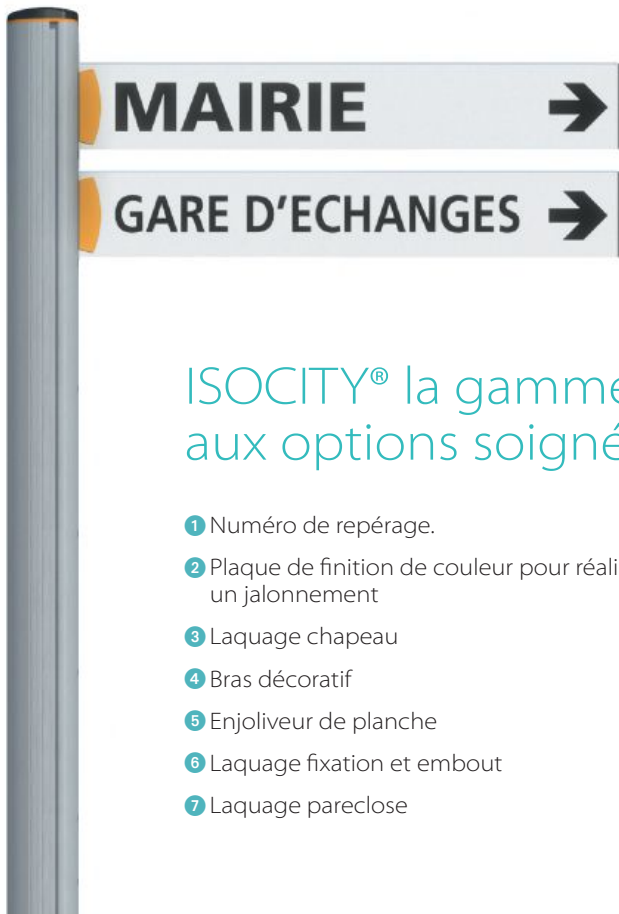 MAIRIE →
GARE D'ECHANGES →
ISOCITY® la gamme
aux options soigné
1 Numéro de repérage.
2 Plaque de finition de couleur pour réali
un jalonnement
3 Laquage chapeau
4 Bras décoratif
5 Enjoliveur de planche
6 Laquage fixation et embout
7 Laquage pareclose